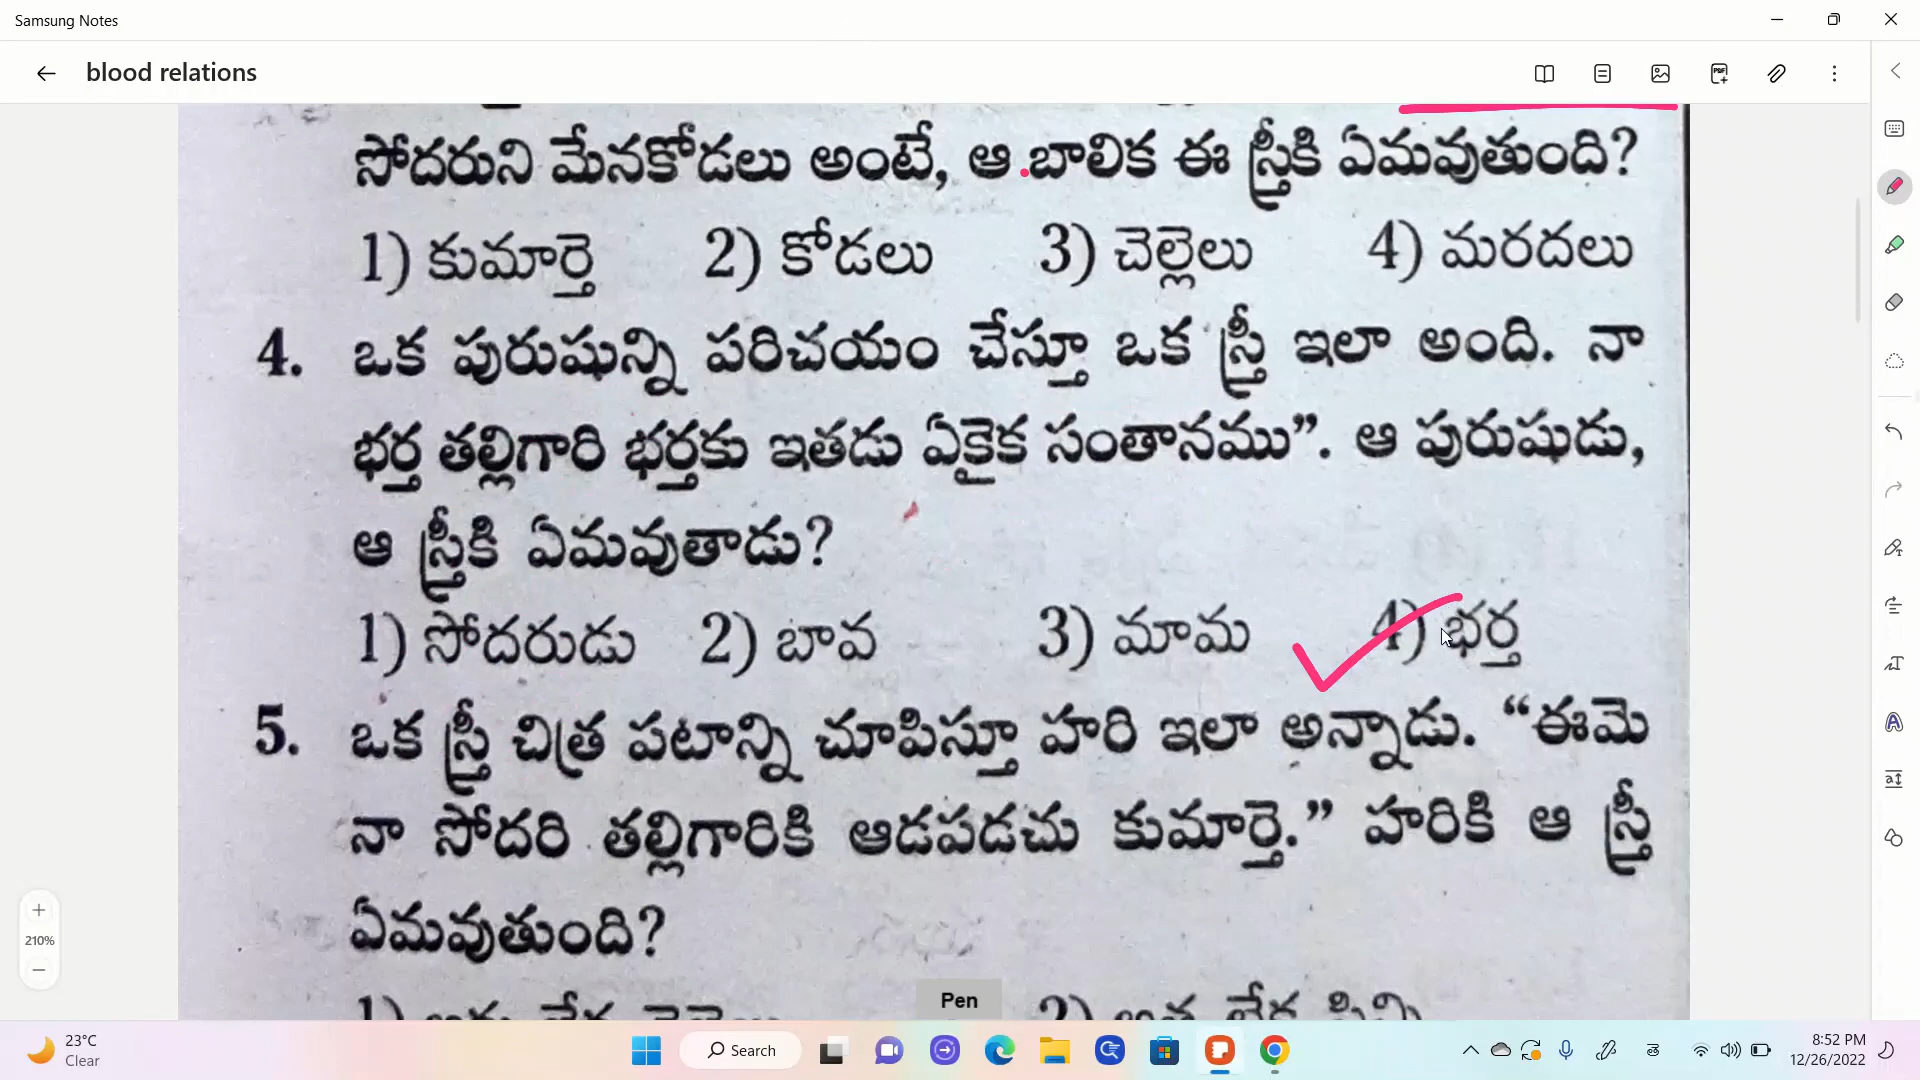 Samsung Notes
blood relations
సోదరుని మేనకోడలు అంటే, ఆ బాలిక ఈ స్త్రీకి ఏమవుతుంది?
1) కుమార్తె 2) కోడలు 3) చెల్లెలు 4) మరదలు
4. ఒక పురుషున్ని పరిచయం చేస్తూ ఒక స్త్రీ ఇలా అంది. నా
భర్త తల్లిగారి భర్తకు ఇతడు ఏకైక సంతానము”. ఆ పురుషుడు,
ఆ స్త్రీకి ఏమవుతాడు?
1) సోదరుడు 2) బావ 3) మామ 4) భర్త
5. ఒక స్త్రీ చిత్ర పటాన్ని చూపిస్తూ హరి ఇలా అన్నాడు. “ఈమె
నా సోదరి తల్లిగారికి ఆడపడచు కుమార్తె.” హరికి ఆ స్త్రీ
ఏమవుతుంది?
210%
Pen
23°C
Clear
Search
8:52 PM
12/26/2022